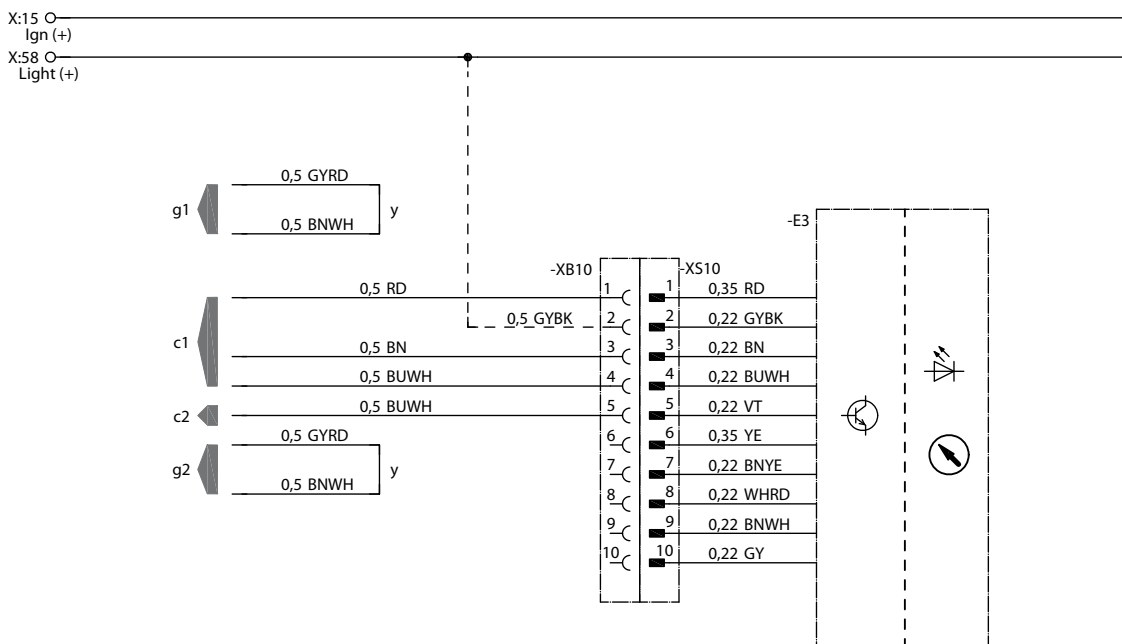 X:15
Ign (+)
X:58
Light (+)
0,5 GYRD
g1
y
0,5 BNWH
-E3
-XB10
-XS10
0,5 RD
1
1
0,35 RD
0,5 GYBK
2
2
0,22 GYBK
c1
0,5 BN
3
3
0,22 BN
0,5 BUWH
4
4
0,22 BUWH
c2
0,5 BUWH
5
5
0,22 VT
0,5 GYRD
6
6
0,35 YE
g2
y
7
7
0,22 BNYE
0,5 BNWH
8
8
0,22 WHRD
9
9
0,22 BNWH
10
10
0,22 GY